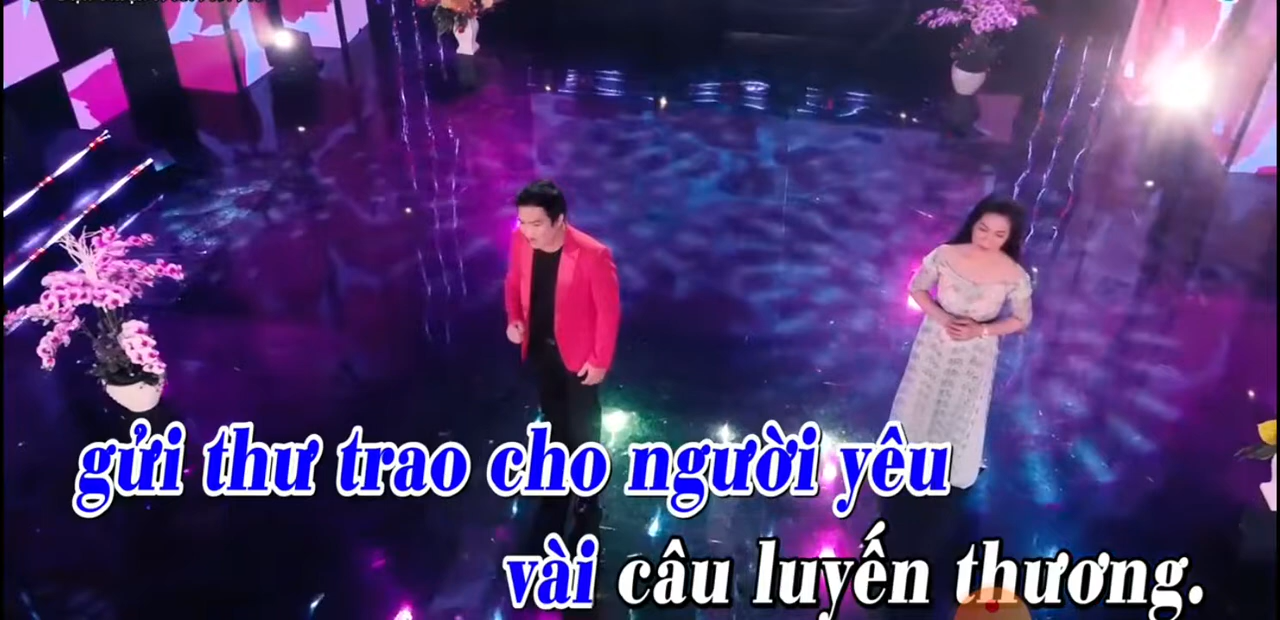 gửi thư trao cho người yêu
vài câu luyến thương.